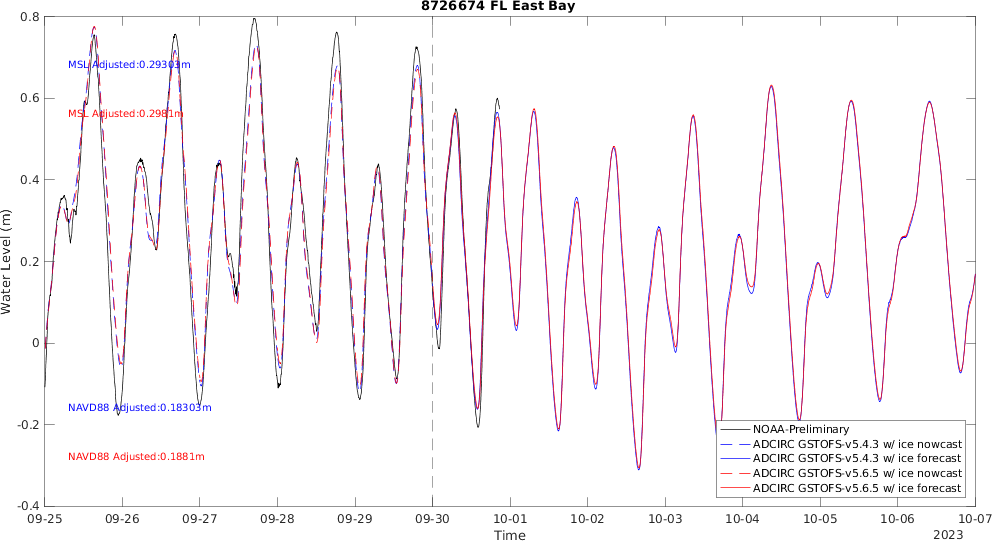 8726674 FL East Bay
0.8
MSL Adjusted:0.29303m
0.6
MSL Adjusted:0.2981m
0.4
Water Level (m)
0.2
0
NAVD88 Adjusted:0.18303m
-0.2
NAVD88 Adjusted:0.1881m
-0.4
NOAA-Preliminary
ADCIRC GSTOFS-v5.4.3 w/ ice nowcast
ADCIRC GSTOFS-v5.4.3 w/ ice forecast
ADCIRC GSTOFS-v5.6.5 w/ ice nowcast
ADCIRC GSTOFS-v5.6.5 w/ ice forecast
09-25 09-26 09-27 09-28 09-29 09-30 10-01 10-02 10-03 10-04 10-05 10-06 10-07
Time
2023